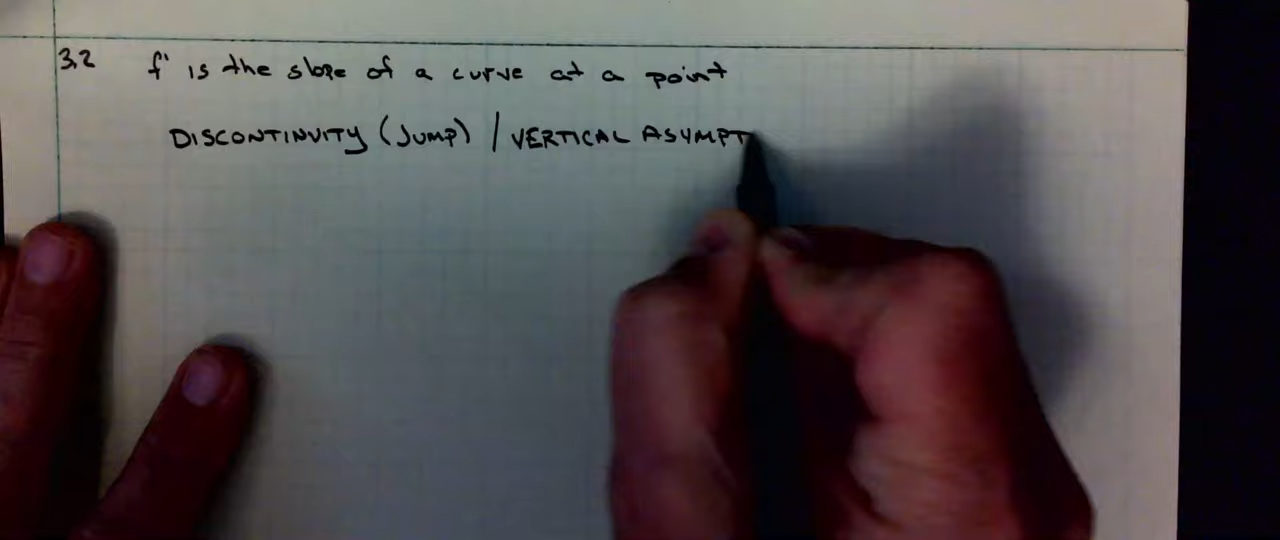 3.2 f' is the slope of a curve at a point
DISCONTINUITY (JUMP) / VERTICAL ASYMPT